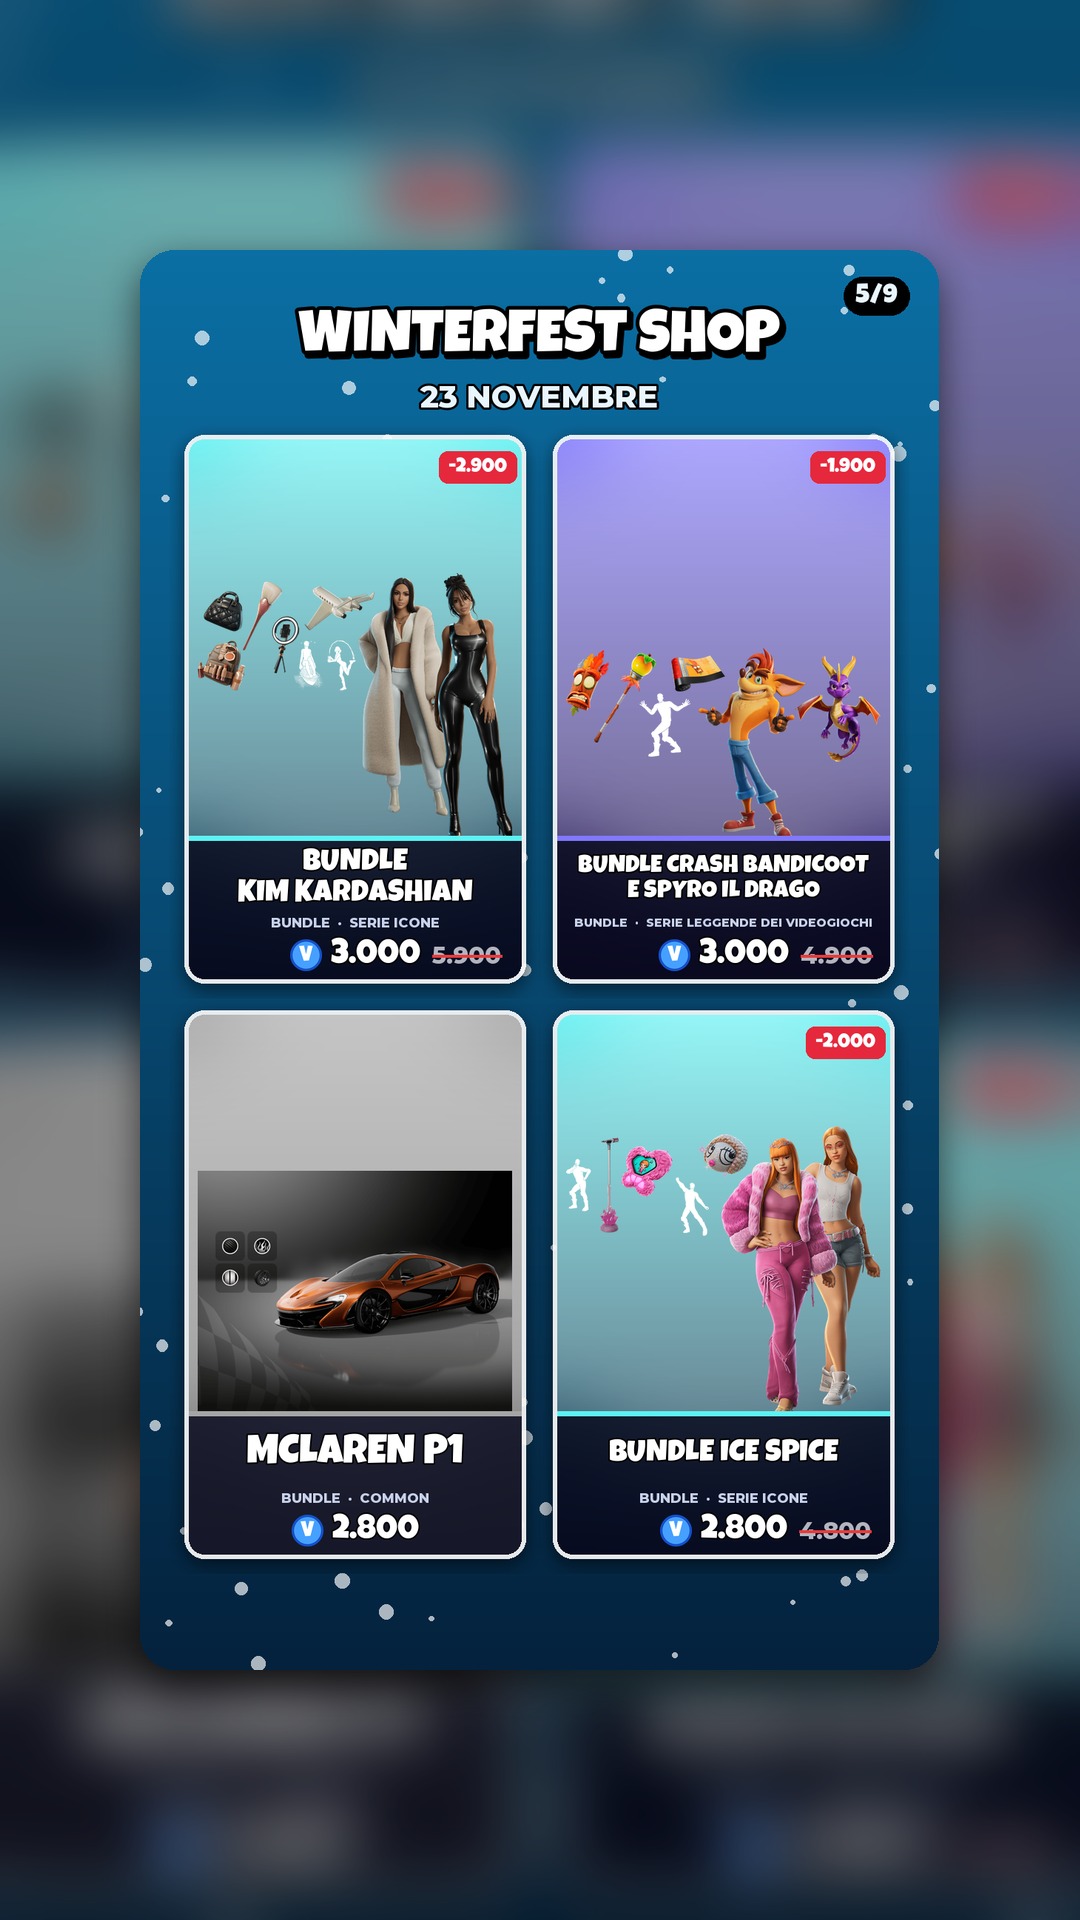 5/9
WINTERFEST SHOP
23 NOVEMBRE
-2.900
BUNDLE
KIM KARDASHIAN
BUNDLE · SERIE ICONE
V 3.000 5.900
-1.900
BUNDLE CRASH BANDICOOT
E SPYRO IL DRAGO
BUNDLE · SERIE LEGGENDE DEI VIDEOGIOCHI
V 3.000 4.900
MCLAREN P1
BUNDLE · COMMON
V 2.800
-2.000
BUNDLE ICE SPICE
BUNDLE · SERIE ICONE
V 2.800 4.800